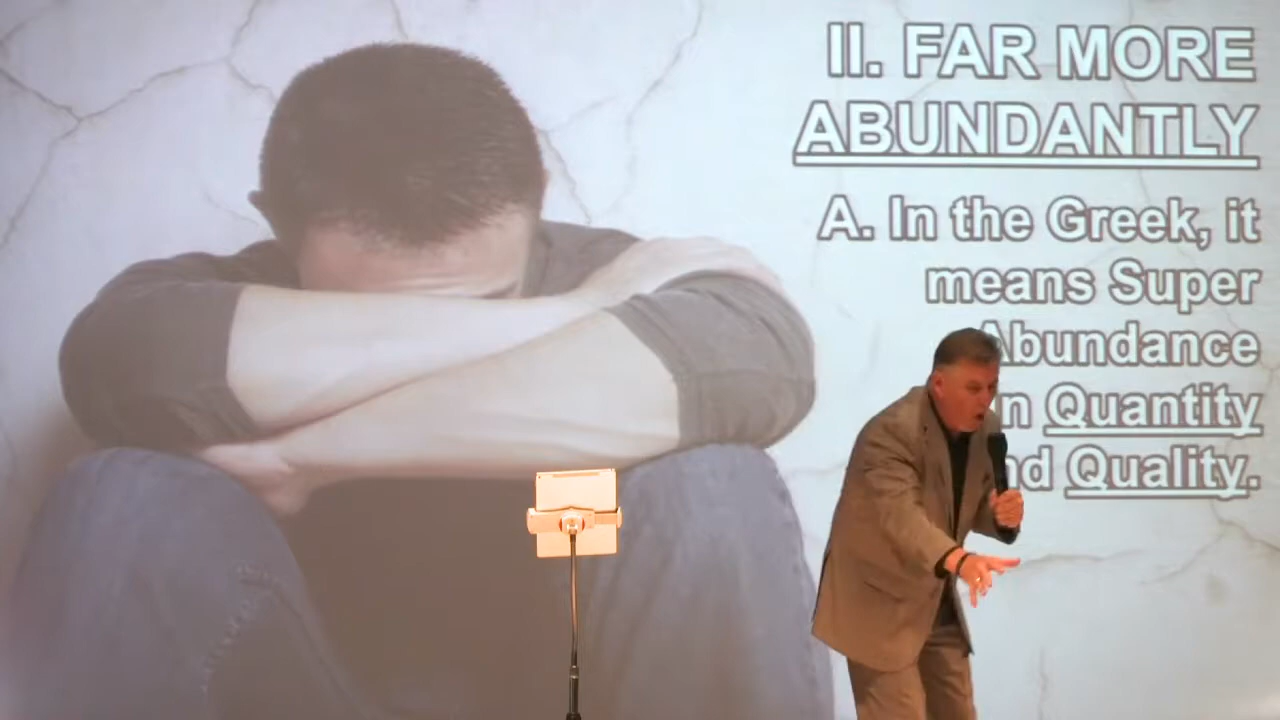 II. FAR MORE
ABUNDANTLY
A. In the Greek, it
means Super
Abundance
Quantity
Quality.